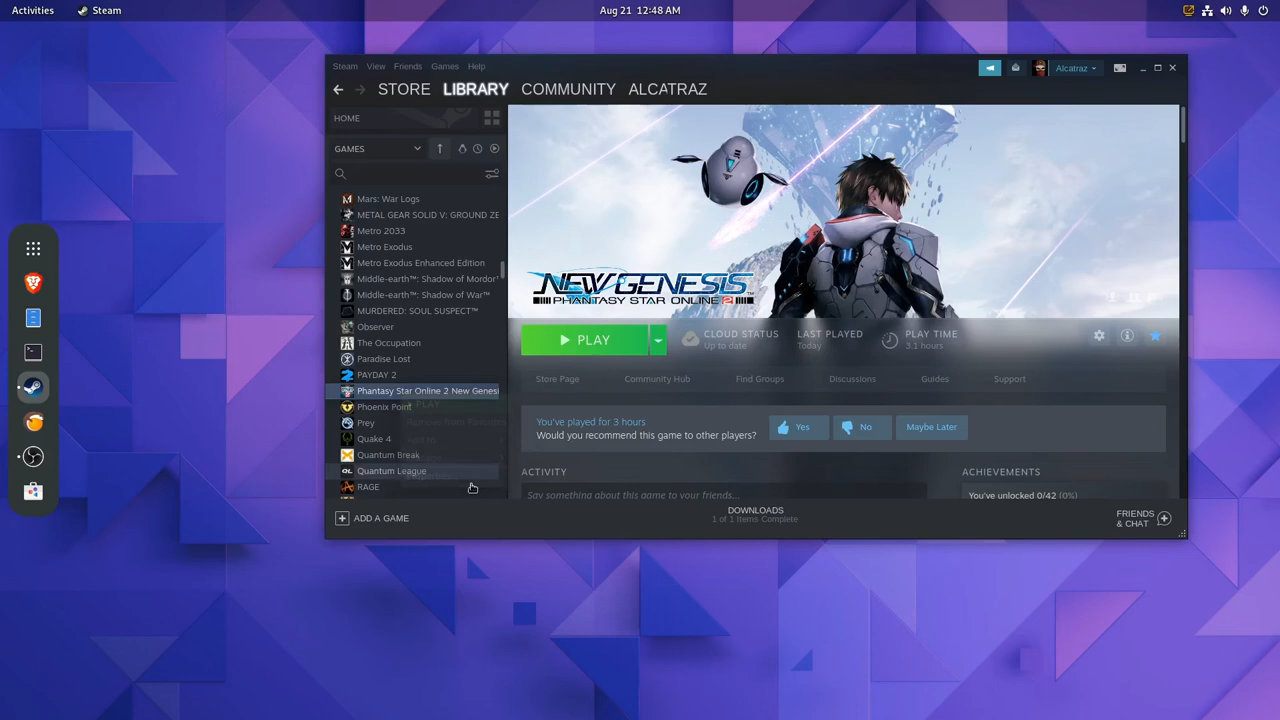 Activities
Steam
Aug 21 12:48 AM
Steam View Friends Games Help
Alcatraz
STORE LIBRARY COMMUNITY ALCATRAZ
HOME
GAMES
Mars: War Logs
METAL GEAR SOLID V: GROUND ZE
Metro 2033
Metro Exodus
Metro Exodus Enhanced Edition
Middle-earth™: Shadow of Mordor
Middle-earth™: Shadow of War™
MURDERED: SOUL SUSPECT™
Observer
The Occupation
Paradise Lost
PAYDAY 2
Phantasy Star Online 2 New Genesi
Phoenix Point
PLAY
Prey
Remove from Favorites
Quake 4
Add to
Quantum Break
Quantum League
RAGE
NEW GENESIS
PHANTASY STAR ONLINE 2
PLAY
CLOUD STATUS
Up to date
LAST PLAYED
Today
PLAY TIME
3.1 hours
Store Page Community Hub Find Groups Discussions Guides Support
You've played for 3 hours
Would you recommend this game to other players?
Yes
No
Maybe Later
ACTIVITY
Say something about this game to your friends...
ACHIEVEMENTS
You've unlocked 0/42 (0%)
ADD A GAME
DOWNLOADS
1 of 1 Items Complete
FRIENDS
& CHAT